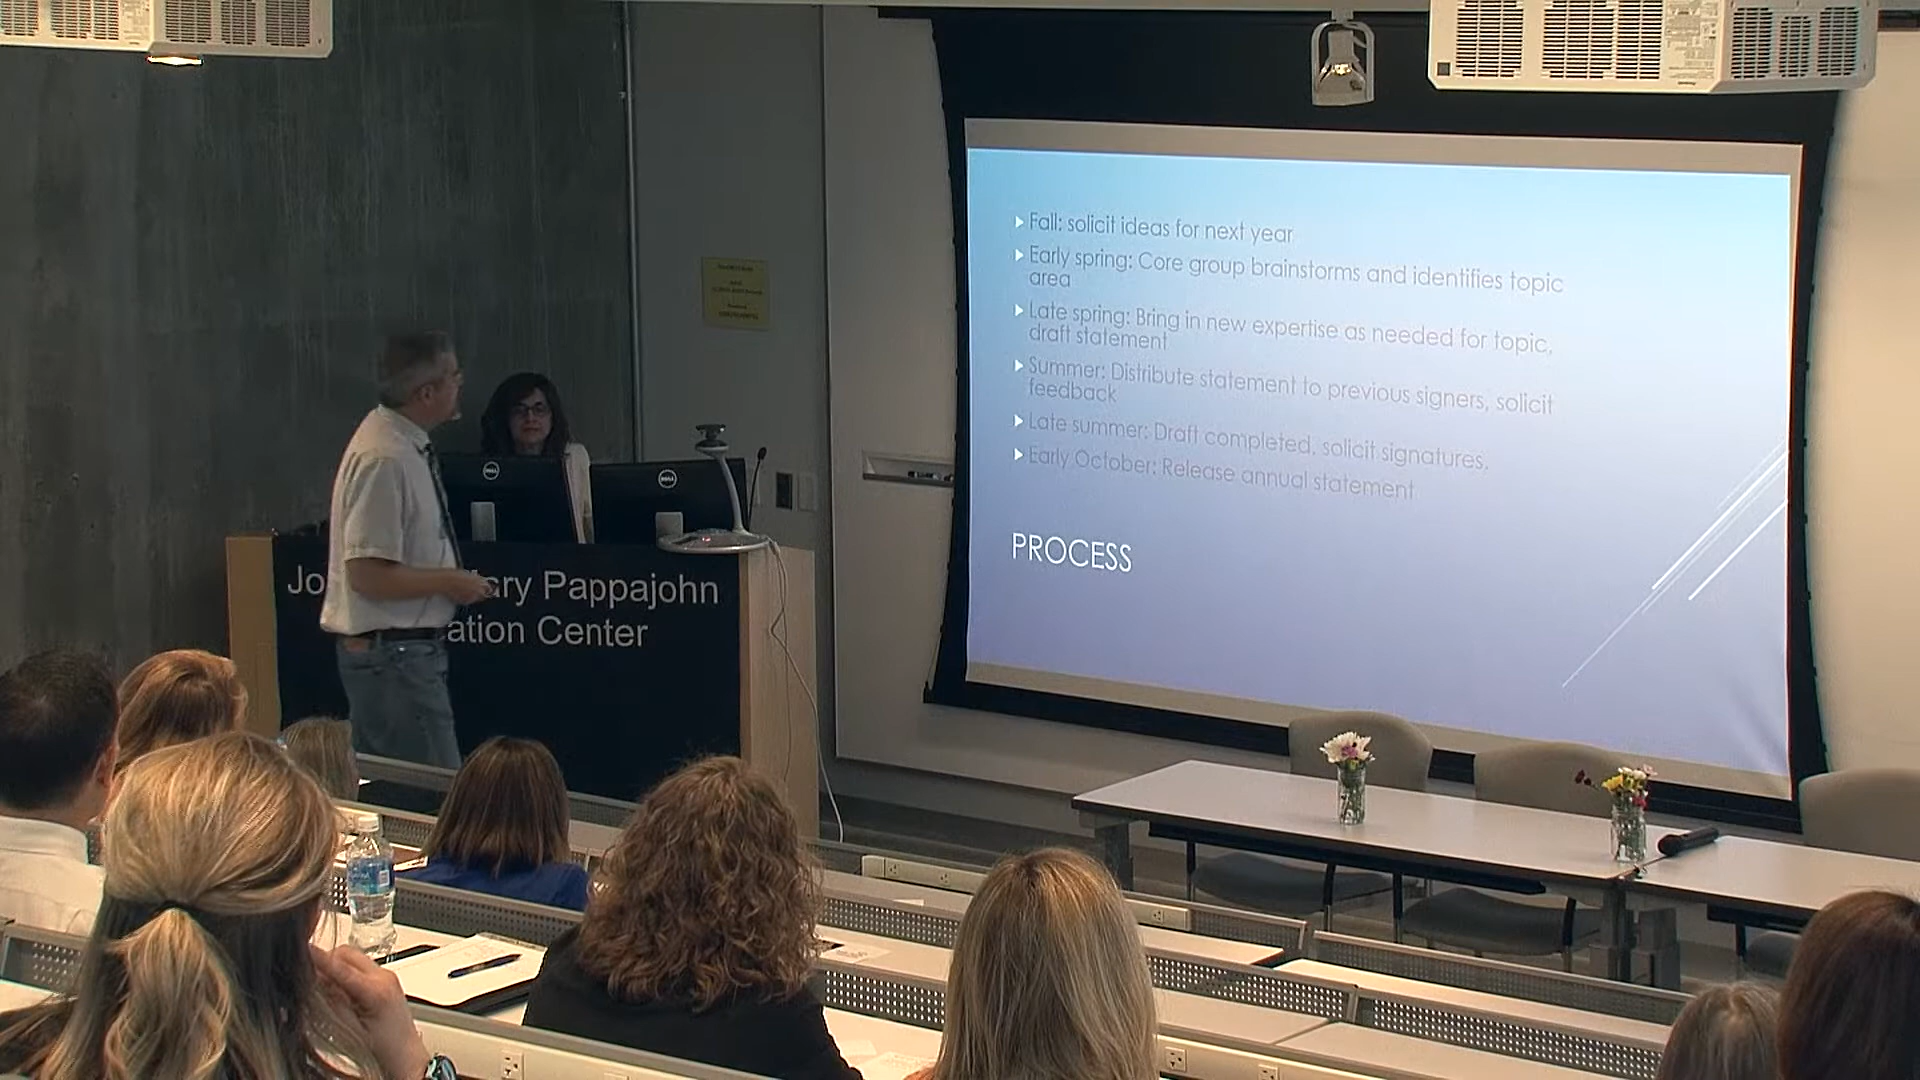 Fall: solicit ideas for next year
Early spring: Core group brainstorms and identifies topic
area
Late spring: Bring in new expertise as needed for topic,
draft statement
Summer: Distribute statement to previous signers, solicit
feedback
Late summer: Draft completed, solicit signatures.
Early October: Release annual statement
PROCESS
DELL
DELL
Jo ary Pappajohn
ation Center